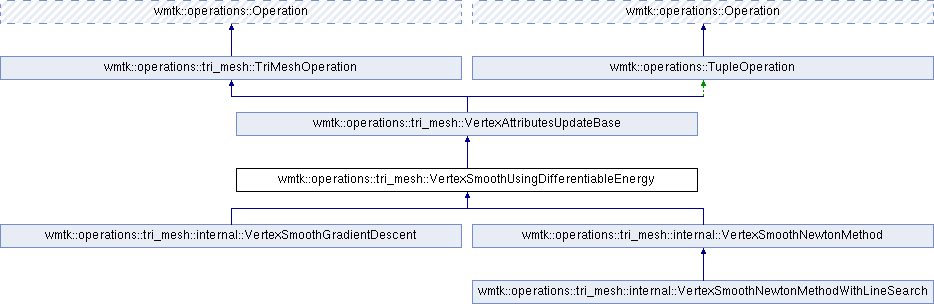 wmtk::operations::Operation
wmtk::operations::Operation
wmtk::operations::tri_mesh::TriMeshOperation
wmtk::operations::TupleOperation
wmtk::operations::tri_mesh::VertexAttributesUpdateBase
wmtk::operations::tri_mesh::VertexSmoothUsingDifferentiableEnergy
wmtk::operations::tri_mesh::internal::VertexSmoothGradientDescent
wmtk::operations::tri_mesh::internal::VertexSmoothNewtonMethod
wmtk::operations::tri_mesh::internal::VertexSmoothNewtonMethodWithLineSearch